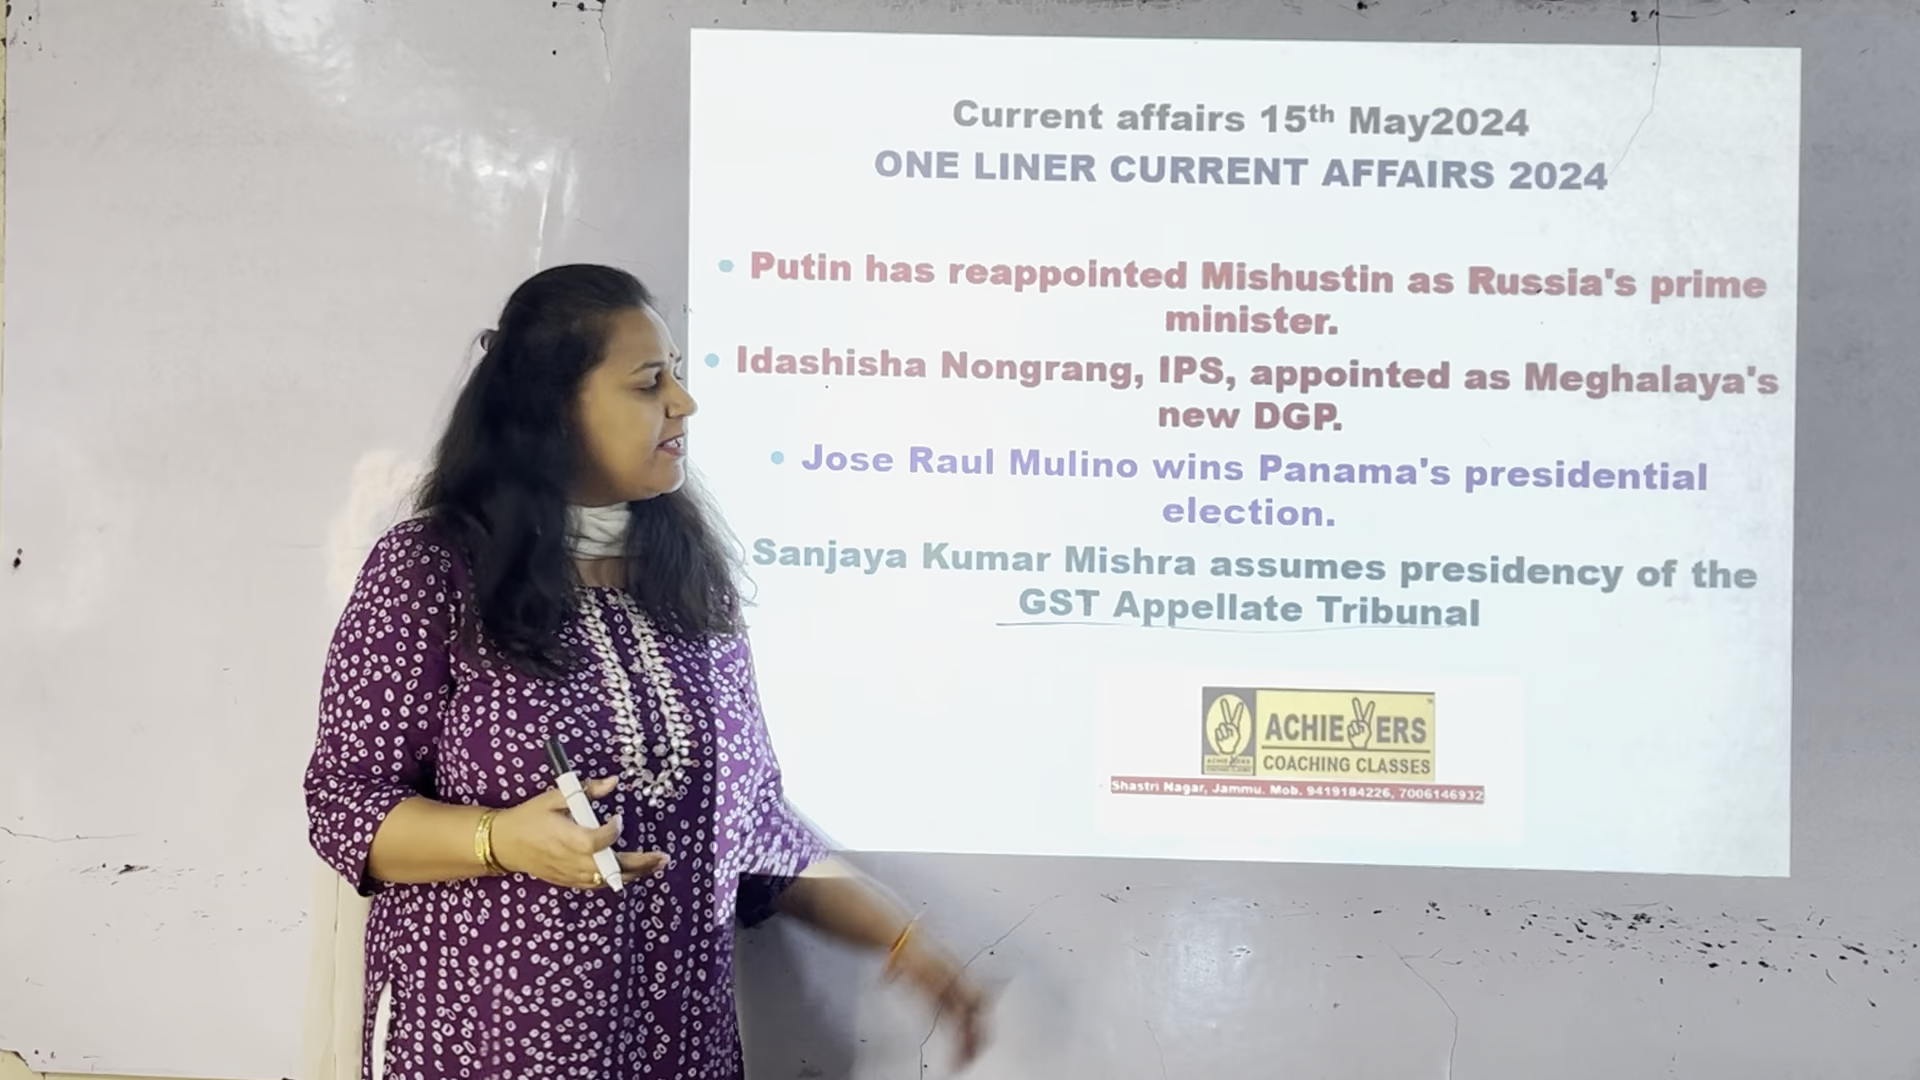 Current affairs 15th May2024
ONE LINER CURRENT AFFAIRS 2024
• Putin has reappointed Mishustin as Russia's prime
minister.
• Idashisha Nongrang, IPS, appointed as Meghalaya's
new DGP.
• Jose Raul Mulino wins Panama's presidential
election.
Sanjaya Kumar Mishra assumes presidency of the
GST Appellate Tribunal
ACHIEVERS
COACHING CLASSES
Shastri Nagar, Jammu. Mob. 9419184226, 7006146932